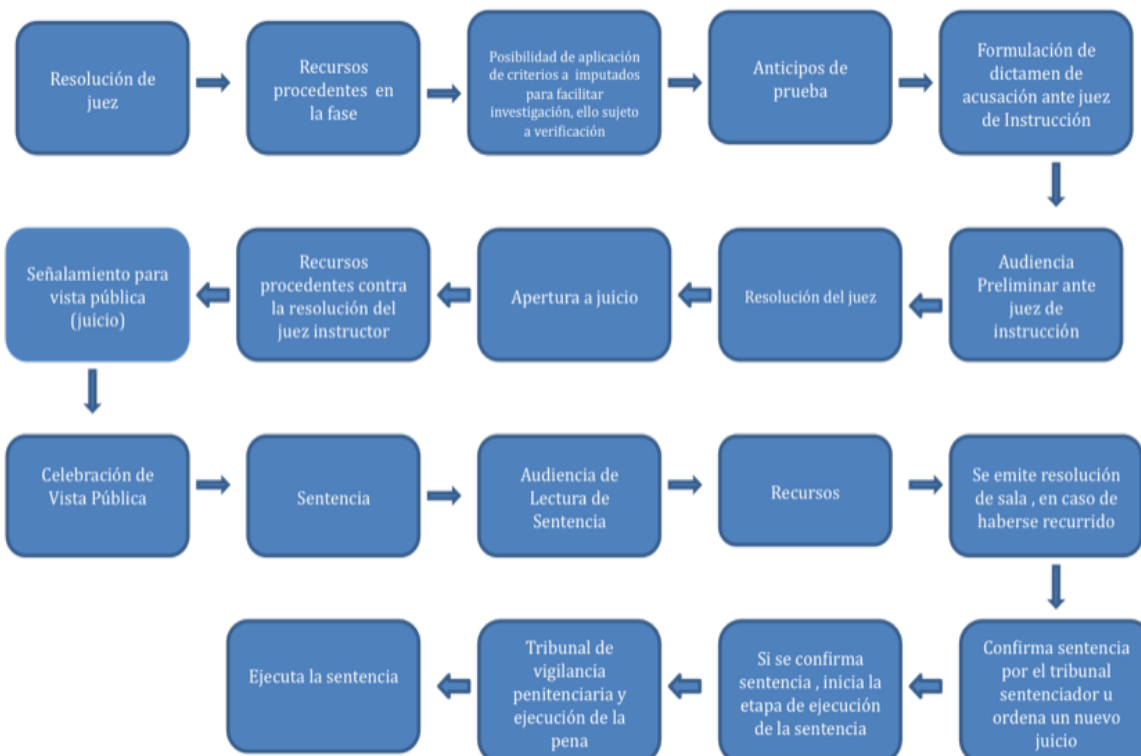 Resolución de
juez
Recursos
procedentes en
la fase
Posibilidad de aplicación
de criterios a imputados
para facilitar
investigación, ello sujeto
a verificación
Anticipos de
prueba
Formulación de
dictamen de
acusación ante juez
de Instrucción
Audiencia
Preliminar ante
juez de
instrucción
Resolución del juez
Apertura a juicio
Recursos
procedentes contra
la resolución del
juez instructor
Señalamiento para
vista pública
(juicio)
Celebración de
Vista Pública
Sentencia
Audiencia de
Lectura de
Sentencia
Recursos
Se emite resolución
de sala , en caso de
haberse recurrido
Confirma sentencia
por el tribunal
sentenciador u
ordena un nuevo
juicio
Si se confirma
sentencia , inicia la
etapa de ejecución
de la sentencia
Tribunal de
vigilancia
penitenciaria y
ejecución de la
pena
Ejecuta la sentencia